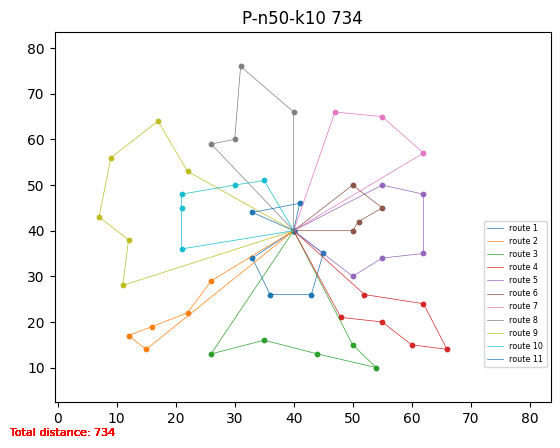 P-n50-k10 734
80
70
60
50
40
30
20
10
0 10 20 30 40 50 60 70 80
route 1
route 2
route 3
route 4
route 5
route 6
route 7
route 8
route 9
route 10
route 11
Total distance: 734